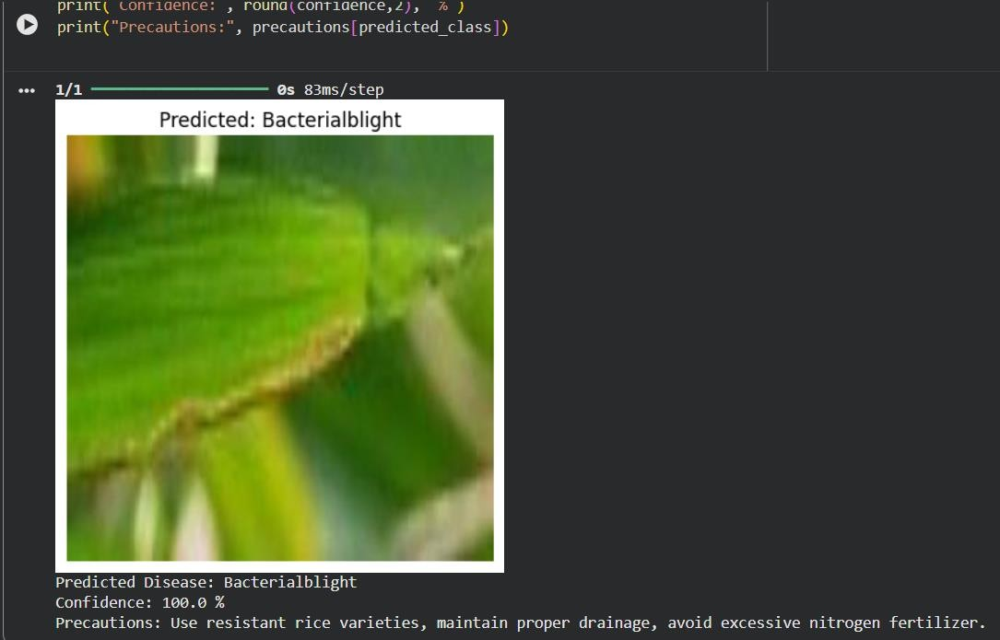 print("Confidence:", round(confidence,2), "%")
print("Precautions:", precautions[predicted_class])
1/1 0s 83ms/step
Predicted: Bacterialblight
Predicted Disease: Bacterialblight
Confidence: 100.0 %
Precautions: Use resistant rice varieties, maintain proper drainage, avoid excessive nitrogen fertilizer.